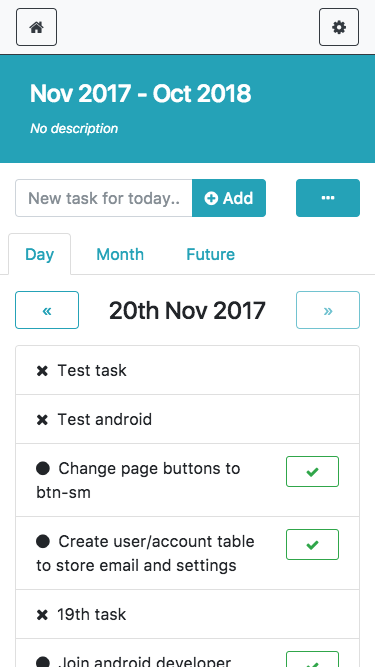 Nov 2017 - Oct 2018
No description
New task for today..
Add
Day Month Future
« 20th Nov 2017 »
Test task
Test android
Change page buttons to
btn-sm
Create user/account table
to store email and settings
19th task
Join android developer